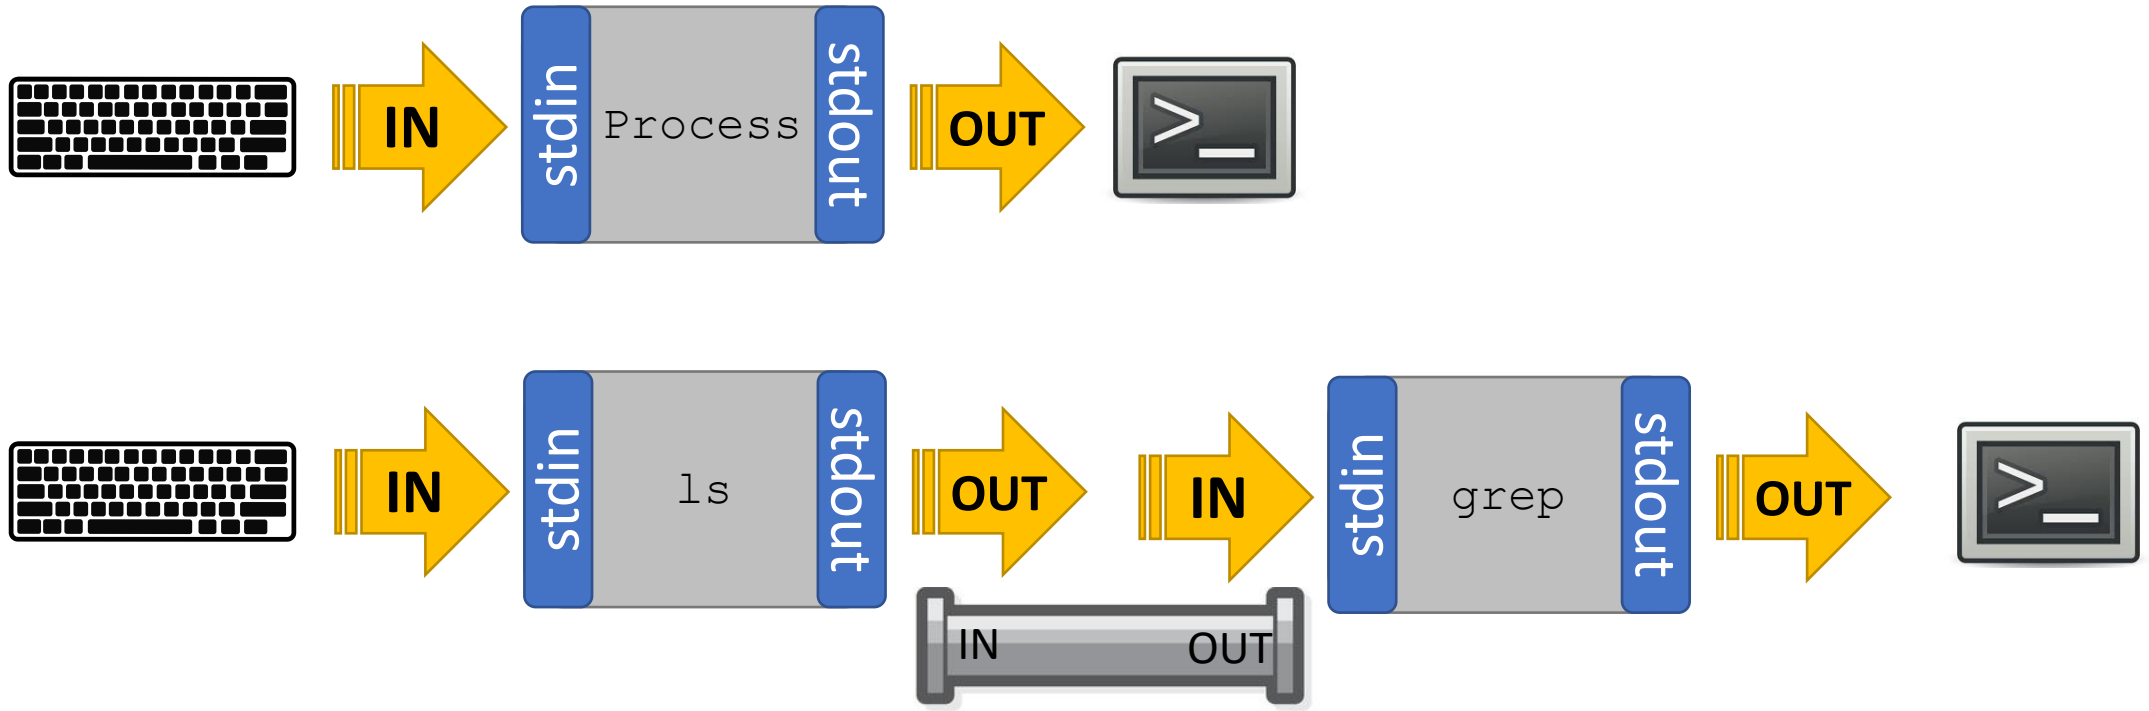 IN
stdin
Process
stdout
OUT
>_
IN
stdin
ls
stdout
OUT
IN
stdin
grep
stdout
OUT
>_
IN
OUT